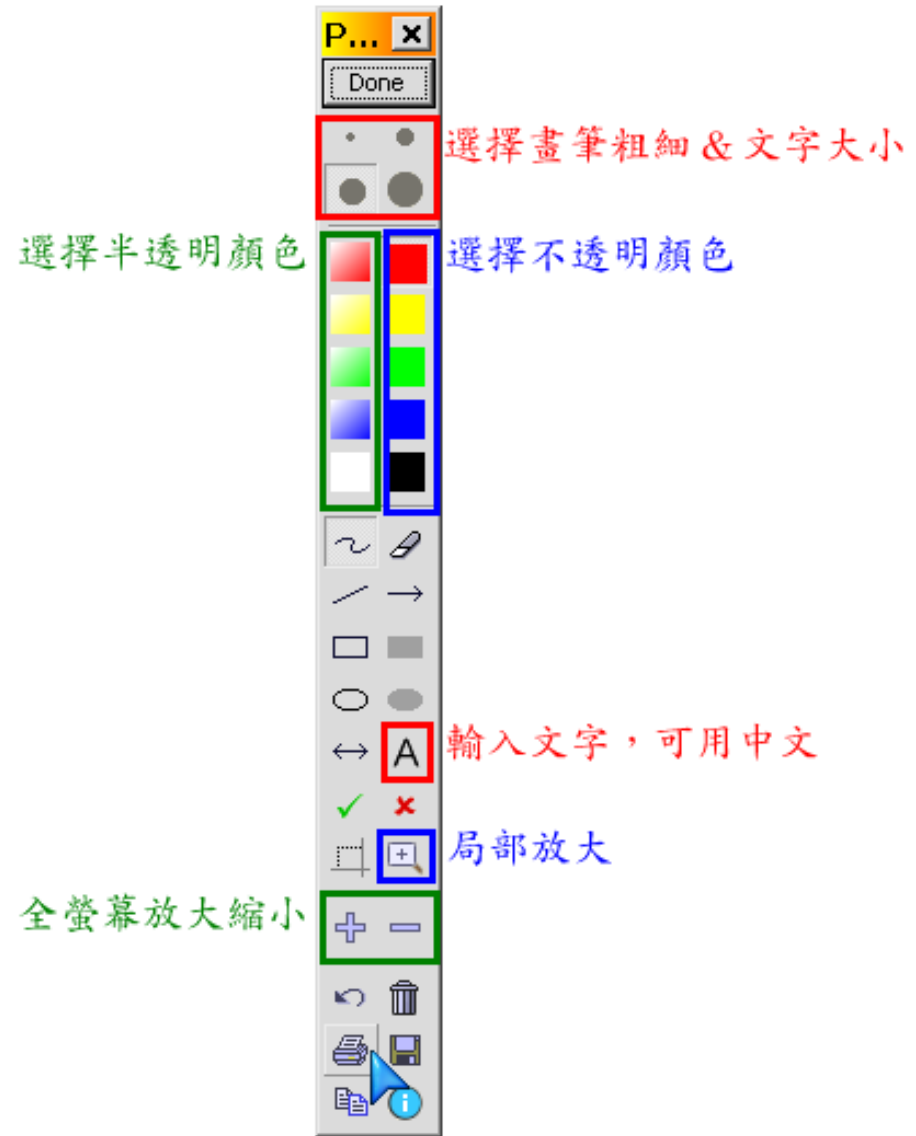 P...
Done
選擇畫筆粗細＆文字大小
選擇半透明顏色
選擇不透明顏色
A
輸入文字，可用中文
局部放大
全螢幕放大縮小